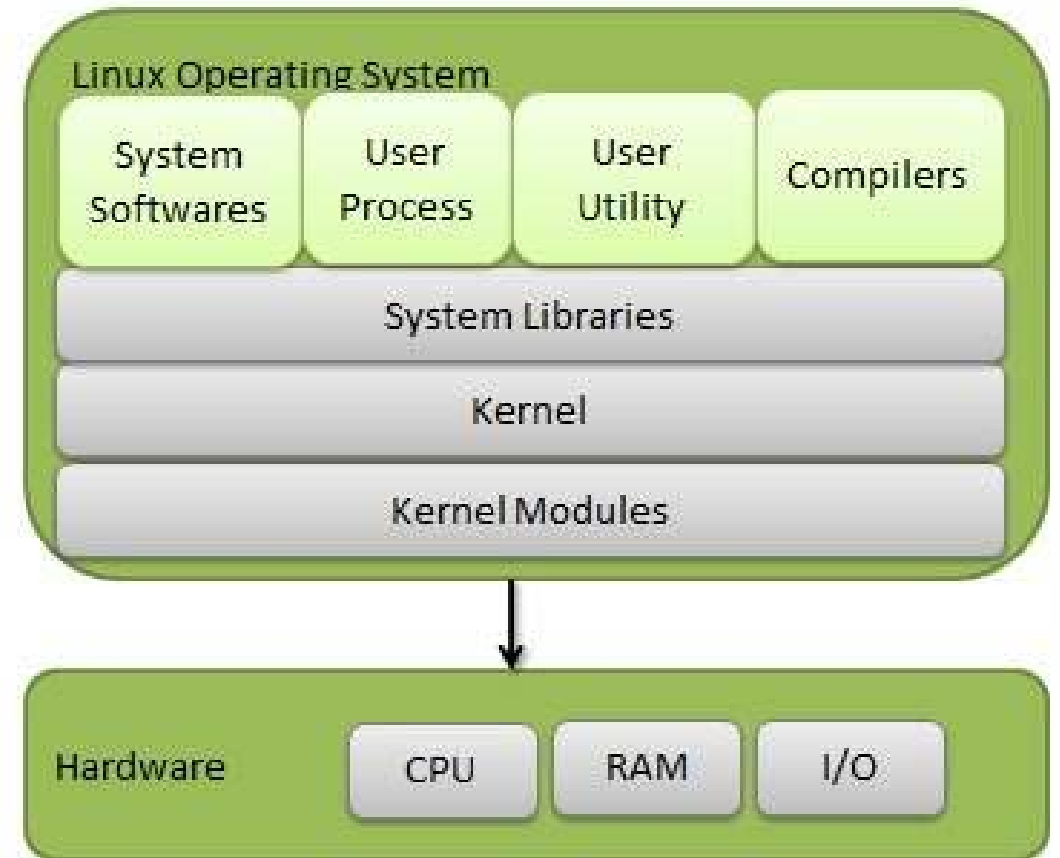 Linux Operating System
System
Softwares
User
Process
User
Utility
Compilers
System Libraries
Kernel
Kernel Modules
Hardware
CPU
RAM
I/O